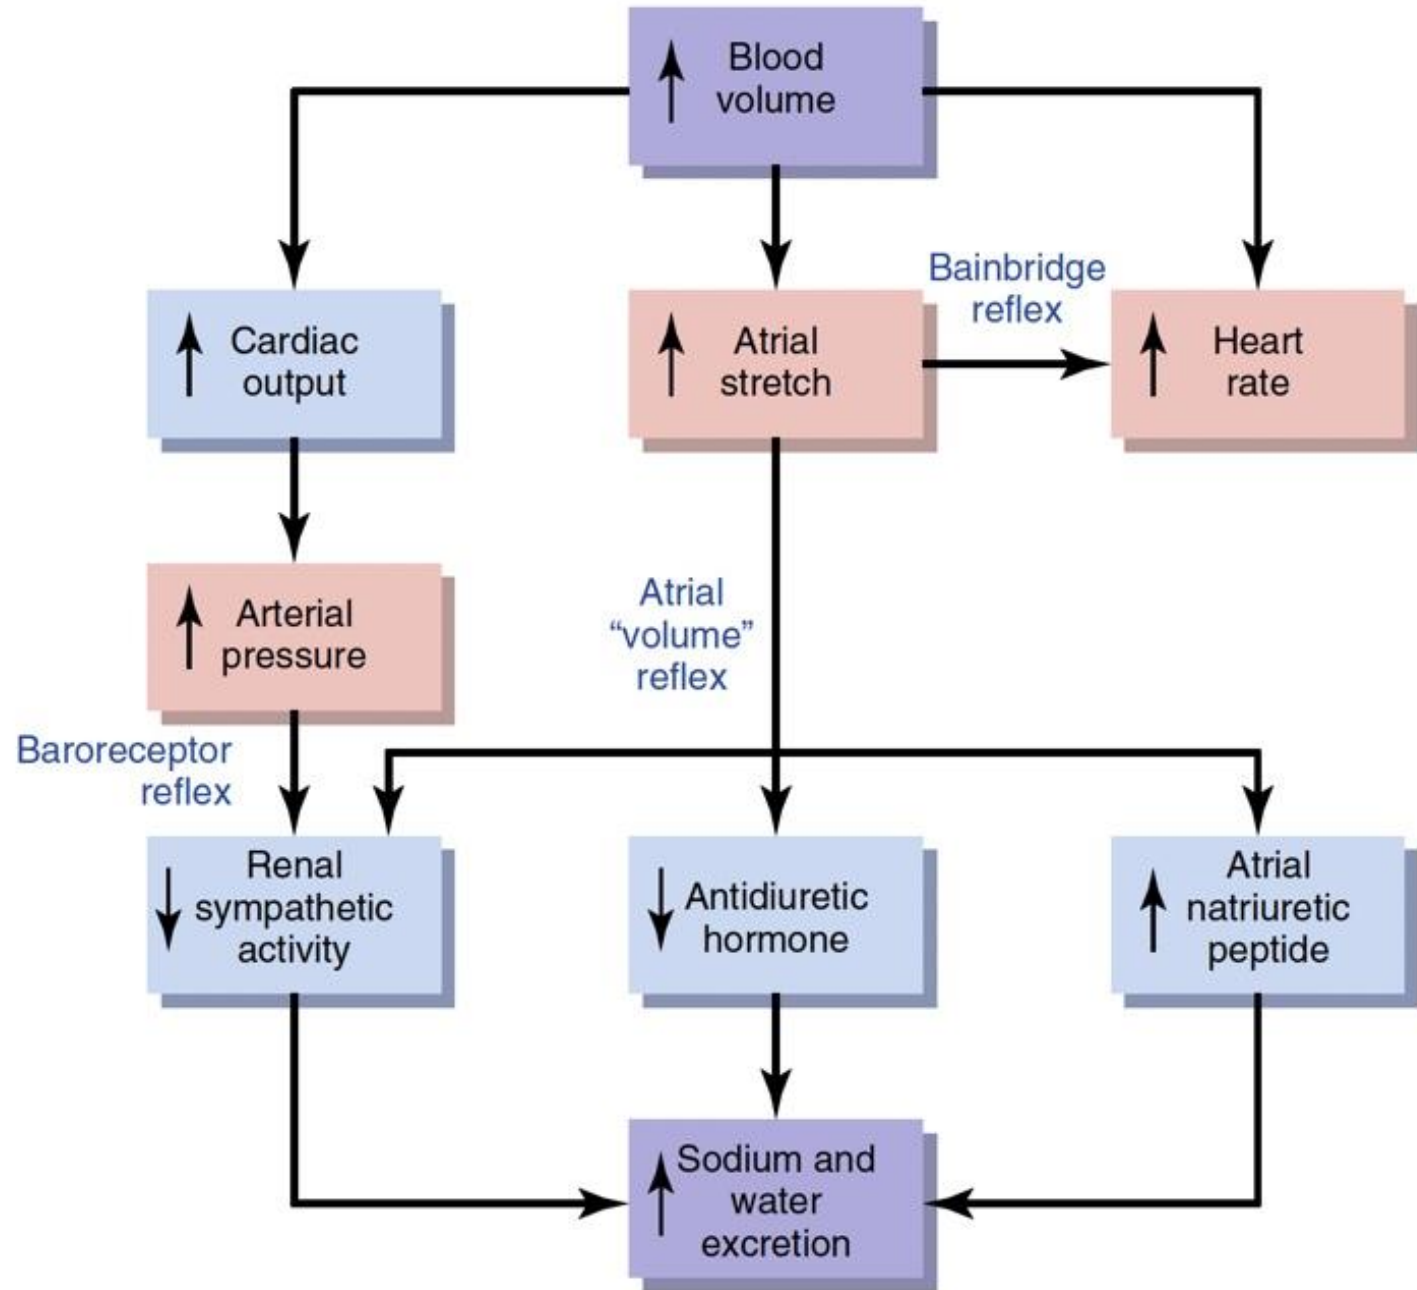 Blood
volume
Bainbridge
reflex
Cardiac
output
Atrial
stretch
Heart
rate
Arterial
pressure
Atrial
“volume”
reflex
Baroreceptor
reflex
Renal
sympathetic
activity
Antidiuretic
hormone
Atrial
natriuretic
peptide
Sodium and
water
excretion